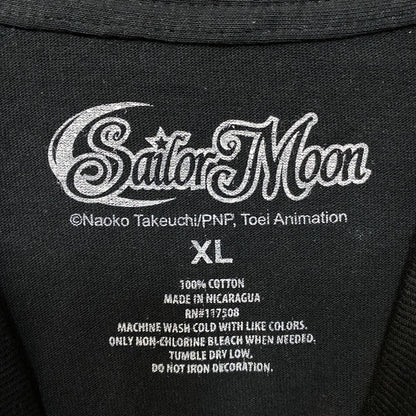 Sailor Moon
©Naoko Takeuchi/PNP, Toei Animation
XL
100% COTTON
MADE IN NICARAGUA
RN#117508
MACHINE WASH COLD WITH LIKE COLORS.
ONLY NON-CHLORINE BLEACH WHEN NEEDED.
TUMBLE DRY LOW.
DO NOT IRON DECORATION.